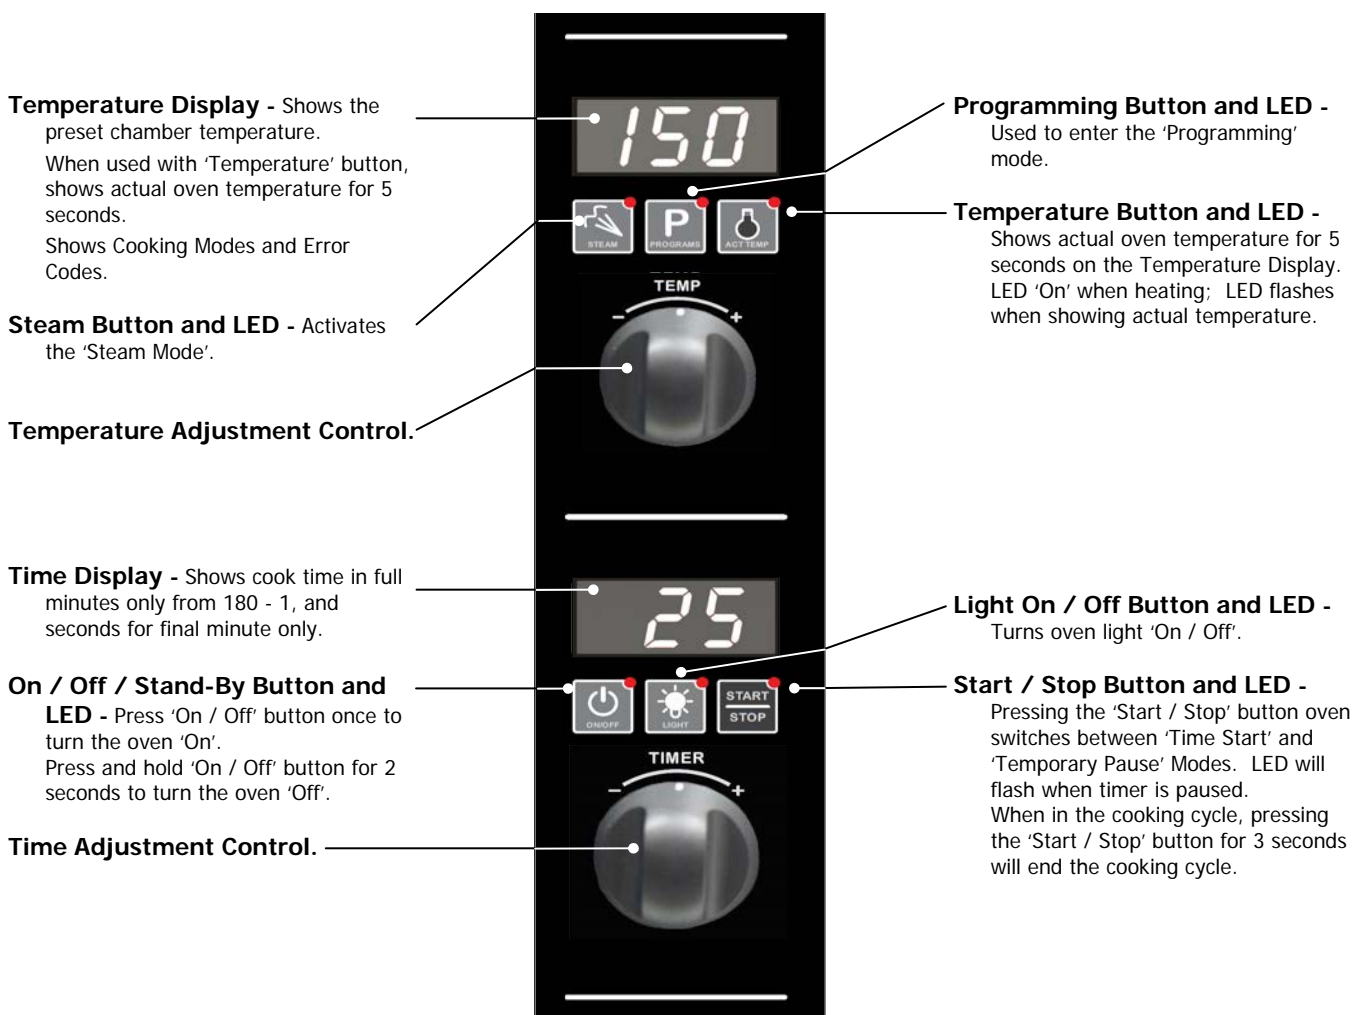 Temperature Display - Shows the
preset chamber temperature.
When used with ‘Temperature’ button,
shows actual oven temperature for 5
seconds.
Shows Cooking Modes and Error
Codes.
Steam Button and LED - Activates
the ‘Steam Mode’.
Temperature Adjustment Control.
Time Display - Shows cook time in full
minutes only from 180 - 1, and
seconds for final minute only.
On / Off / Stand-By Button and
LED - Press ‘On / Off’ button once to
turn the oven ‘On’.
Press and hold ‘On / Off’ button for 2
seconds to turn the oven ‘Off’.
Time Adjustment Control.
150
STEAM
P
PROGRAMS
ACT TEMP
TEMP
- +
25
ON/OFF
LIGHT
START
STOP
TIMER
- +
Programming Button and LED -
Used to enter the ‘Programming’
mode.
Temperature Button and LED -
Shows actual oven temperature for 5
seconds on the Temperature Display.
LED ‘On’ when heating; LED flashes
when showing actual temperature.
Light On / Off Button and LED -
Turns oven light ‘On / Off’.
Start / Stop Button and LED -
Pressing the ‘Start / Stop’ button oven
switches between ‘Time Start’ and
‘Temporary Pause’ Modes. LED will
flash when timer is paused.
When in the cooking cycle, pressing
the ‘Start / Stop’ button for 3 seconds
will end the cooking cycle.